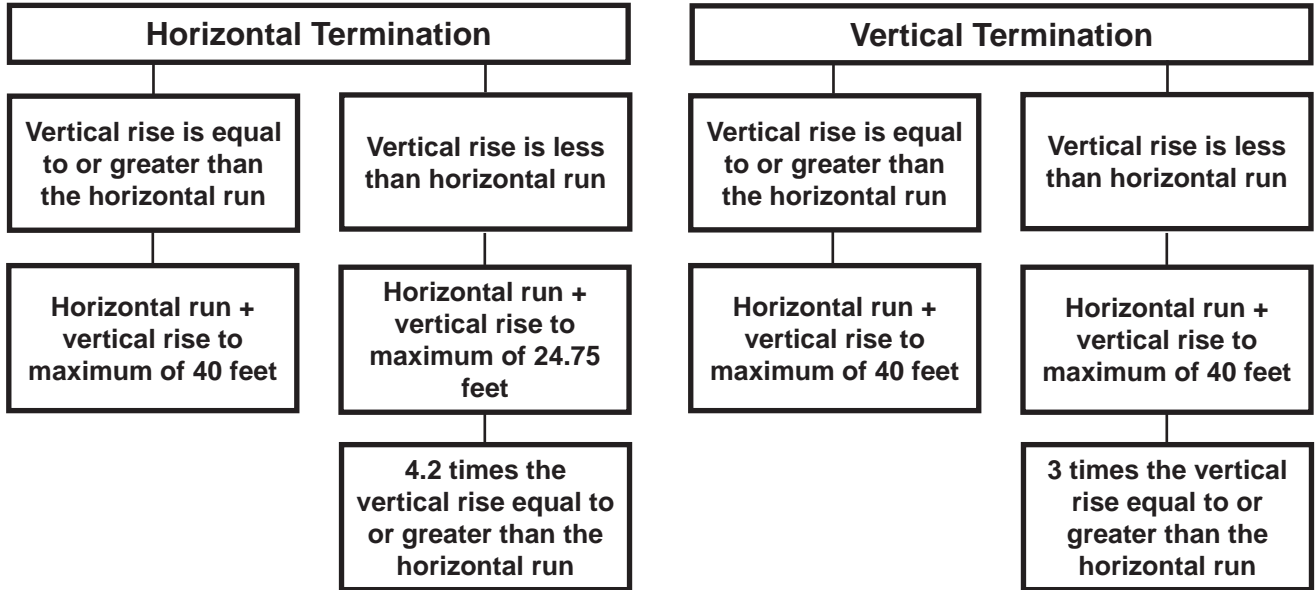 Horizontal Termination
Vertical rise is equal
to or greater than
the horizontal run
Horizontal run +
vertical rise to
maximum of 40 feet
Vertical rise is less
than horizontal run
Horizontal run +
vertical rise to
maximum of 24.75
feet
4.2 times the
vertical rise equal to
or greater than the
horizontal run
Vertical Termination
Vertical rise is equal
to or greater than
the horizontal run
Horizontal run +
vertical rise to
maximum of 40 feet
Vertical rise is less
than horizontal run
Horizontal run +
vertical rise to
maximum of 40 feet
3 times the vertical
rise equal to or
greater than the
horizontal run